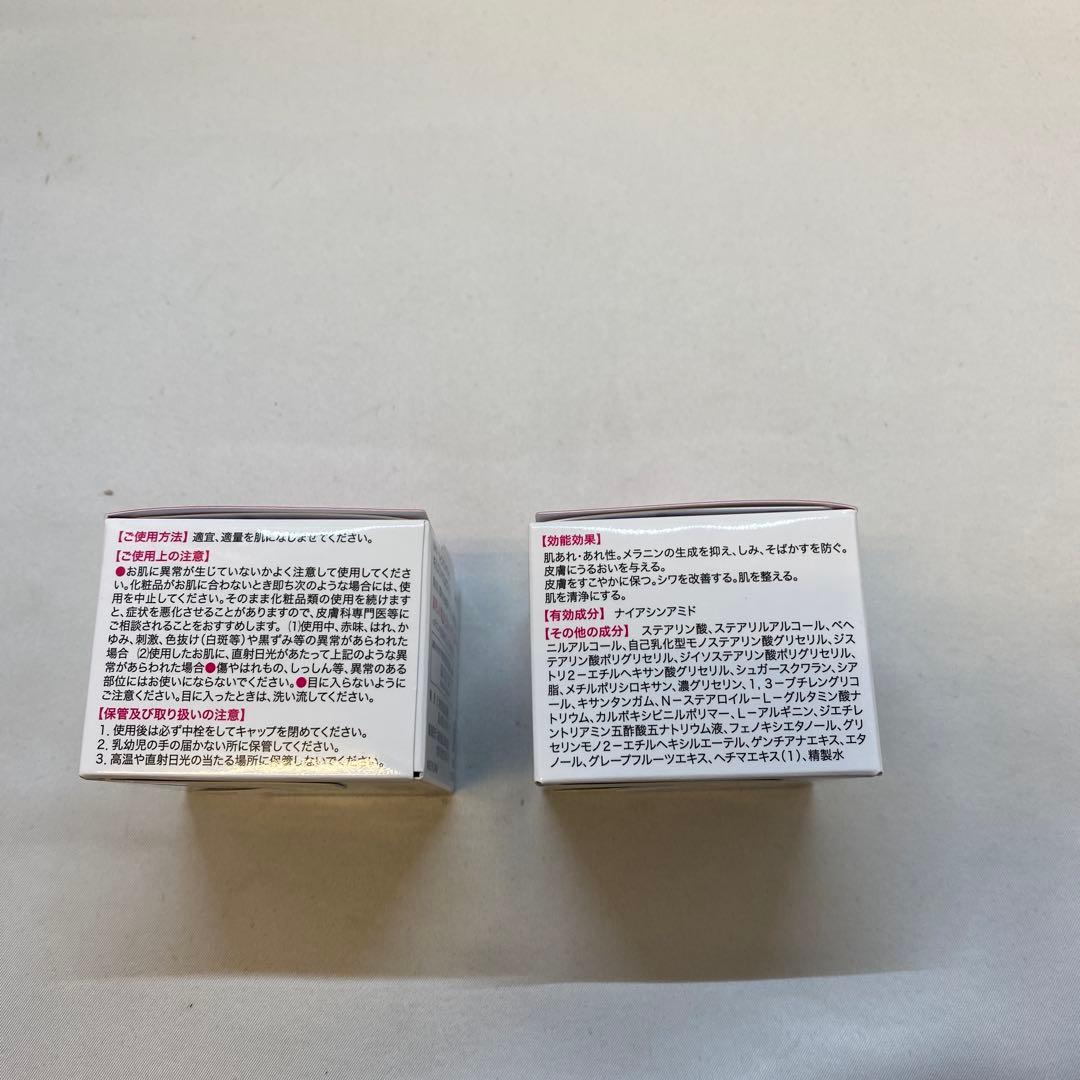 【ご使用方法】適宜、適量を肌になじませてください。
【ご使用上の注意】
●お肌に異常が生じていないかよく注意して使用してくださ
い。化粧品がお肌に合わないとき即ち次のような場合には、使
用を中止してください。そのまま化粧品類の使用を続けます
と、症状を悪化させることがありますので、皮膚科専門医等に
ご相談されることをおすすめします。(1)使用中、赤味、はれ、か
ゆみ、刺激、色抜け(白斑等)や黒ずみ等の異常があらわれた
場合 (2)使用したお肌に、直射日光があたって上記のような異
常があらわれた場合●傷やはれもの、しっしん等、異常のある
部位にはお使いにならないでください。●目に入らないように
ご注意ください。目に入ったときは、洗い流してください。
【保管及び取り扱いの注意】
1. 使用後は必ず中栓をしてキャップを閉めてください。
2. 乳幼児の手の届かない所に保管してください。
3. 高温や直射日光の当たる場所に保管しないでください。
【効能効果】
肌あれ・あれ性。メラニンの生成を抑え、しみ、そばかすを防ぐ。
皮膚にうるおいを与える。
皮膚をすこやかに保つ。シワを改善する。肌を整える。
肌を清浄にする。
【有効成分】 ナイアシンアミド
【その他の成分】 ステアリン酸、ステアリルアルコール、ベヘ
ニルアルコール、自己乳化型モノステアリン酸グリセリル、ジス
テアリン酸ポリグリセリル、ジイソステアリン酸ポリグリセリル、
トリ2－エチルヘキサン酸グリセリル、シュガースクワラン、シア
脂、メチルポリシロキサン、濃グリセリン、1，3－ブチレングリコ
ール、キサンタンガム、N－ステアロイル－L－グルタミン酸ナ
トリウム、カルボキシビニルポリマー、L－アルギニン、ジエチレ
ントリアミン五酢酸五ナトリウム液、フェノキシエタノール、グリ
セリンモノ2－エチルヘキシルエーテル、ゲンチアナエキス、エタ
ノール、グレープフルーツエキス、ヘチマエキス(1)、精製水